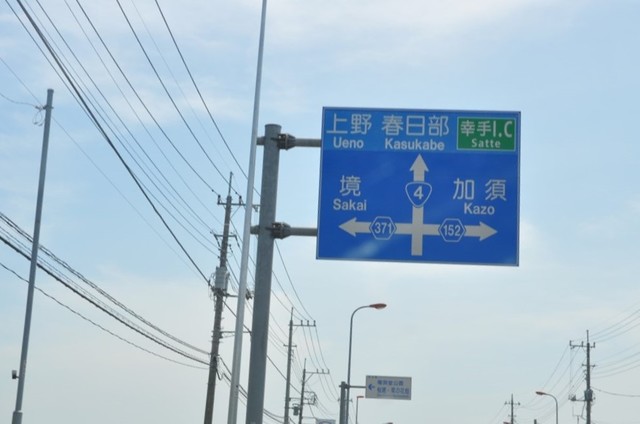 上野 春日部 幸手I.C
Ueno Kasukabe Satte
4
境 加須
Sakai Kazo
371 152